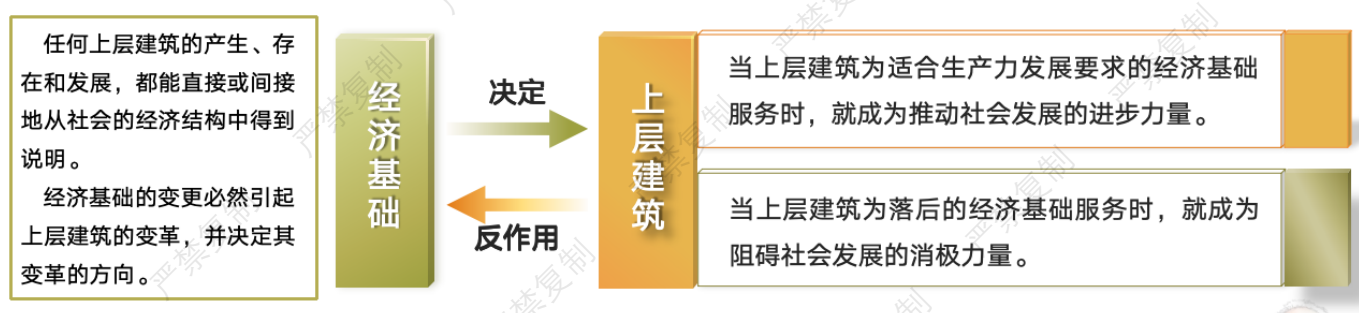 任何上层建筑的产生、存
在和发展，都能直接或间接
地从社会的经济结构中得到
说明。
经济基础的变更必然引起
上层建筑的变革，并决定其
变革的方向。
经济基础
决定
反作用
上层建筑
当上层建筑为适合生产力发展要求的经济基础
服务时，就成为推动社会发展的进步力量。
当上层建筑为落后的经济基础服务时，就成为
阻碍社会发展的消极力量。
严禁复制
严禁复制
严禁复制
严禁复制
严禁复制
严禁复制